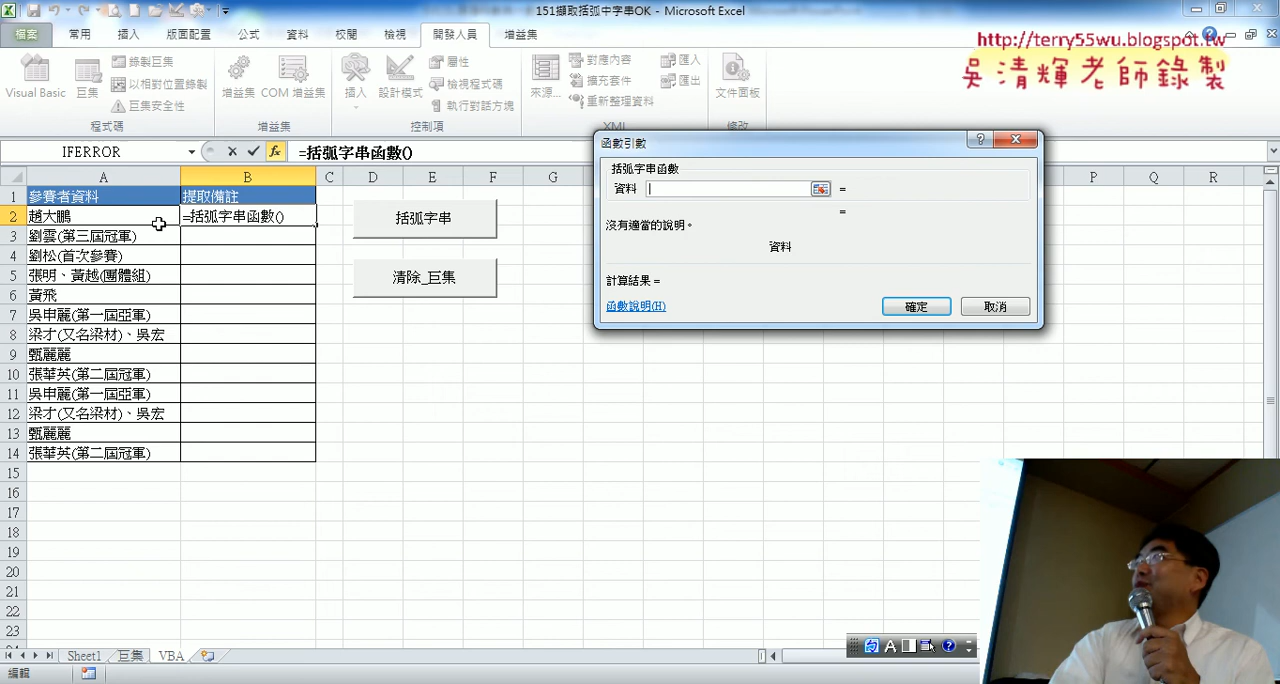 151擷取括弧中字串OK - Microsoft Excel
http://terry55wu.blogspot.tw
吳清輝老師錄製
檔案 常用 插入 版面配置 公式 資料 校閱 檢視 開發人員 增益集
Visual Basic 巨集 錄製巨集 以相對位置錄製 巨集安全性
增益集 COM 增益集
插入 設計模式 屬性 檢視程式碼 執行對話方塊
來源... 對應內容 擴充套件 重新整理資料 匯入 匯出
文件面板
程式碼 增益集 控制項 XML 修改
IFERROR =括弧字串函數()
A B C D E F G P Q R
1 參賽者資料 提取備註
2 趙大鵬 =括弧字串函數()
3 劉雲(第三屆冠軍)
4 劉松(首次參賽)
5 張明、黃越(團體組)
6 黃飛
7 吳申麗(第一屆亞軍)
8 梁才(又名梁材)、吳宏
9 甄麗麗
10 張華英(第二屆冠軍)
11 吳申麗(第一屆亞軍)
12 梁才(又名梁材)、吳宏
13 甄麗麗
14 張華英(第二屆冠軍)
15
16
17
18
19
20
21
22
23
括弧字串
清除_巨集
函數引數
括弧字串函數
資料 =
=
沒有適當的說明。
資料
計算結果 =
函數說明(H) 確定 取消
Sheet1 巨集 VBA
編輯